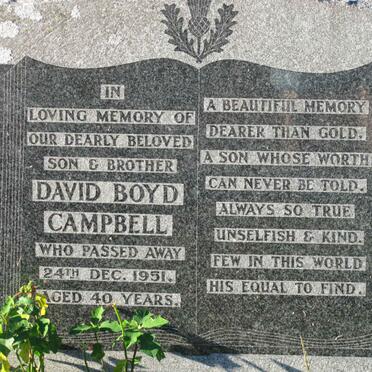 IN
LOVING MEMORY OF
OUR DEARLY BELOVED
SON & BROTHER
DAVID BOYD
CAMPBELL
WHO PASSED AWAY
24TH DEC. 1951.
AGED 40 YEARS.
A BEAUTIFUL MEMORY
DEARER THAN GOLD.
A SON WHOSE WORTH
CAN NEVER BE TOLD.
ALWAYS SO TRUE
UNSELFISH & KIND.
FEW IN THIS WORLD
HIS EQUAL TO FIND.